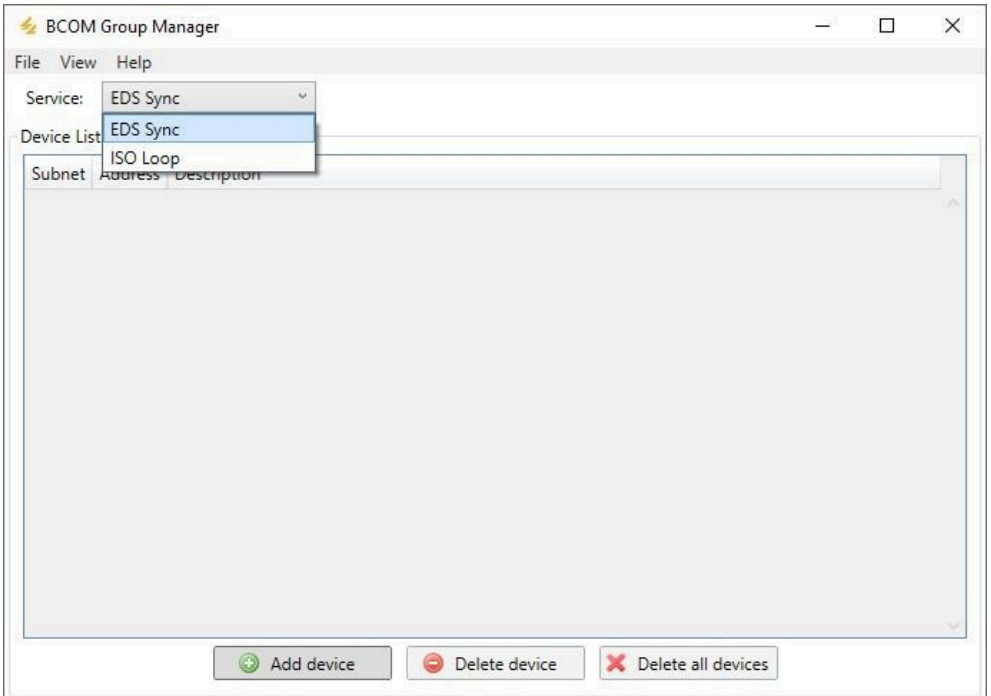 BCOM Group Manager
File View Help
Service: EDS Sync
EDS Sync
Device List
ISO Loop
Subnet Address Description
Add device Delete device Delete all devices